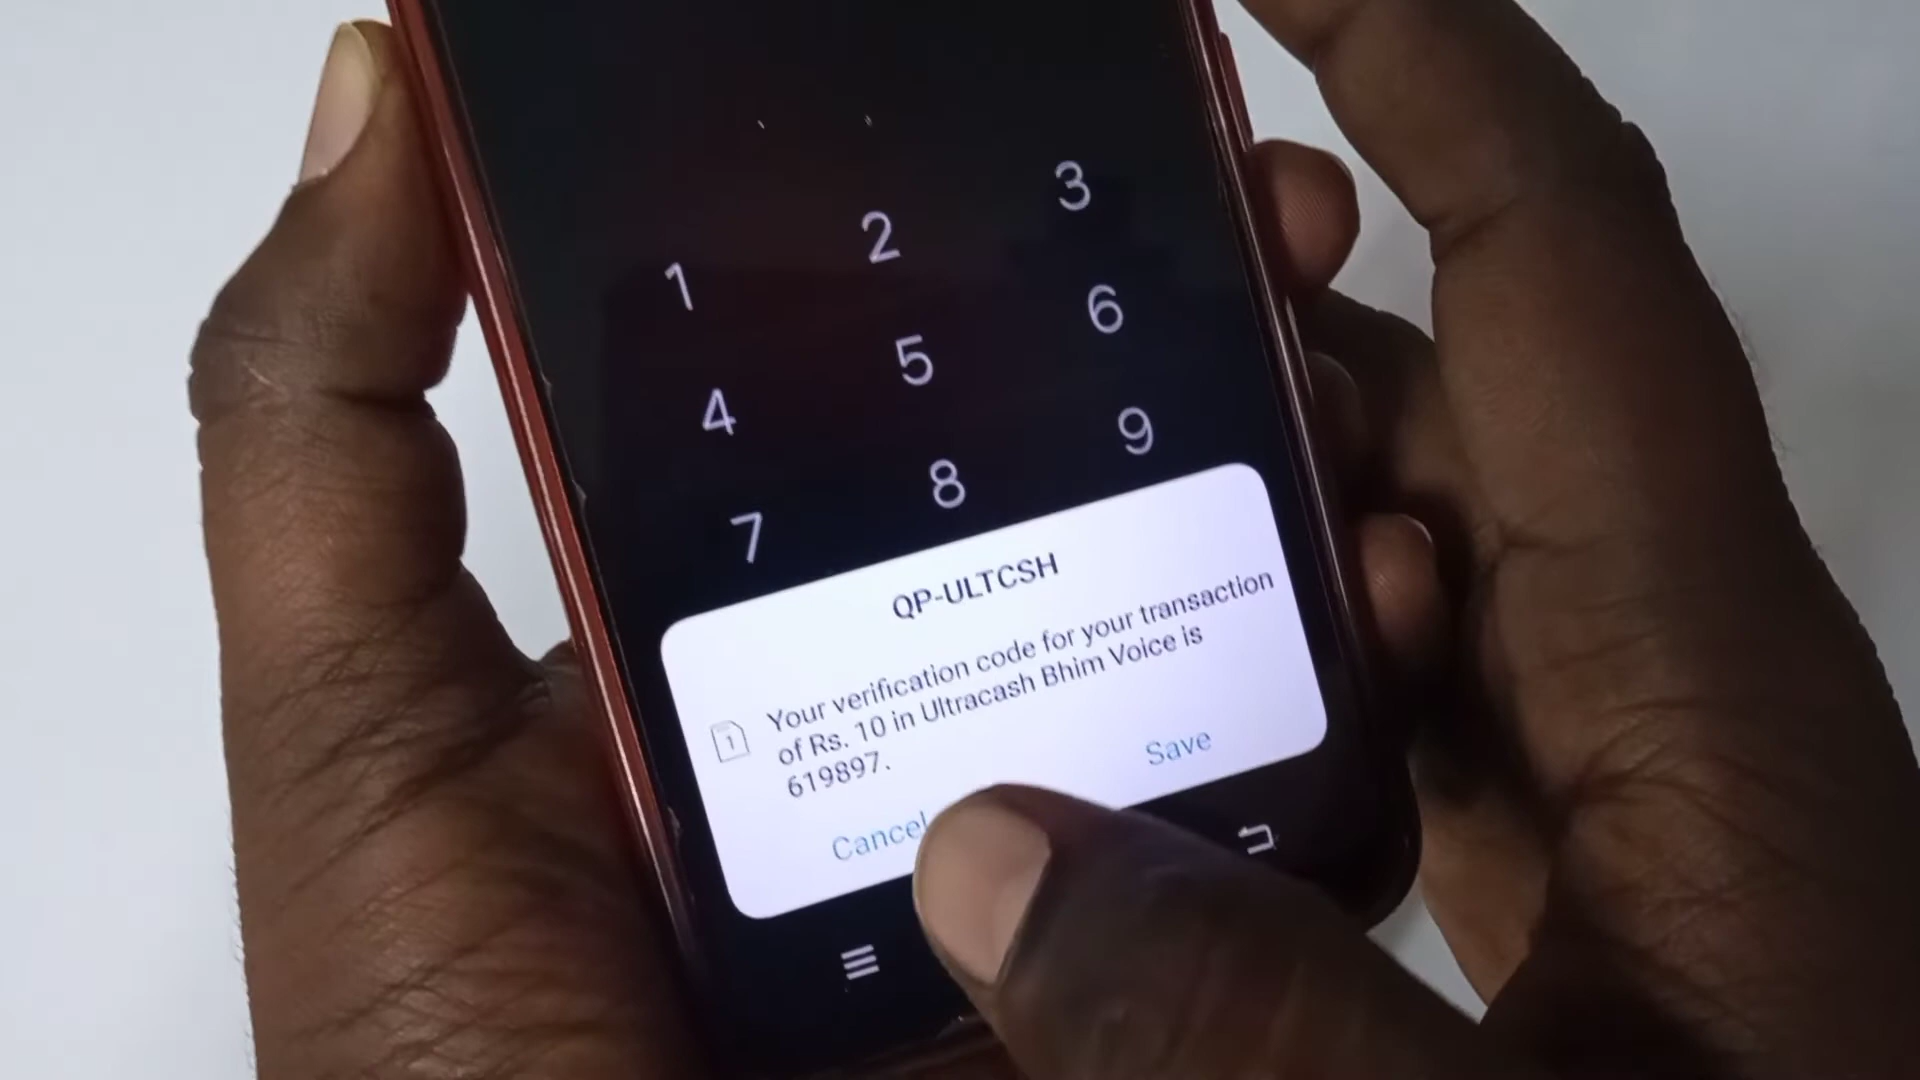 1 2 3
4 5 6
7 8 9
QP-ULTCSH
1
Your verification code for your transaction
of Rs. 10 in Ultracash Bhim Voice is
619897.
Cancel Save